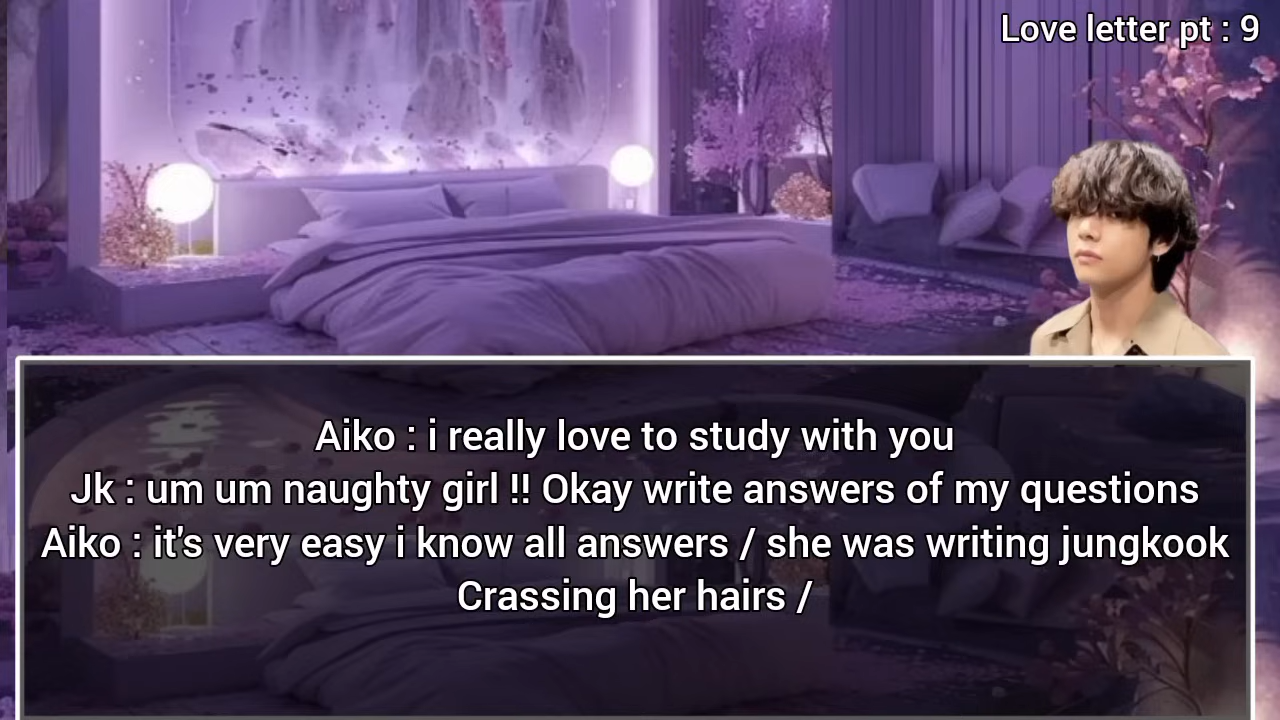 Love letter pt : 9
Aiko : i really love to study with you
Jk : um um naughty girl !! Okay write answers of my questions
Aiko : it's very easy i know all answers / she was writing jungkook
Crassing her hairs /